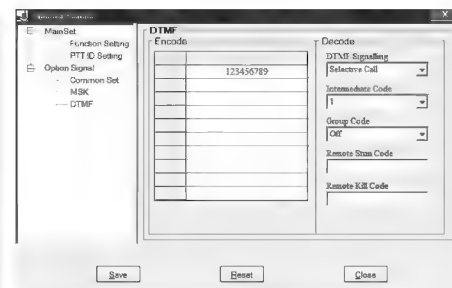 MainSet
Function Setting
PTT ID Setting
Option Signal
Common Set
MSK
DTMF
DTMF
Encode
123456789
Decode
DTMF Signalling
Selective Call
Intermediate Code
1
Group Code
Off
Remote Stun Code
Remote Kill Code
Save
Reset
Close